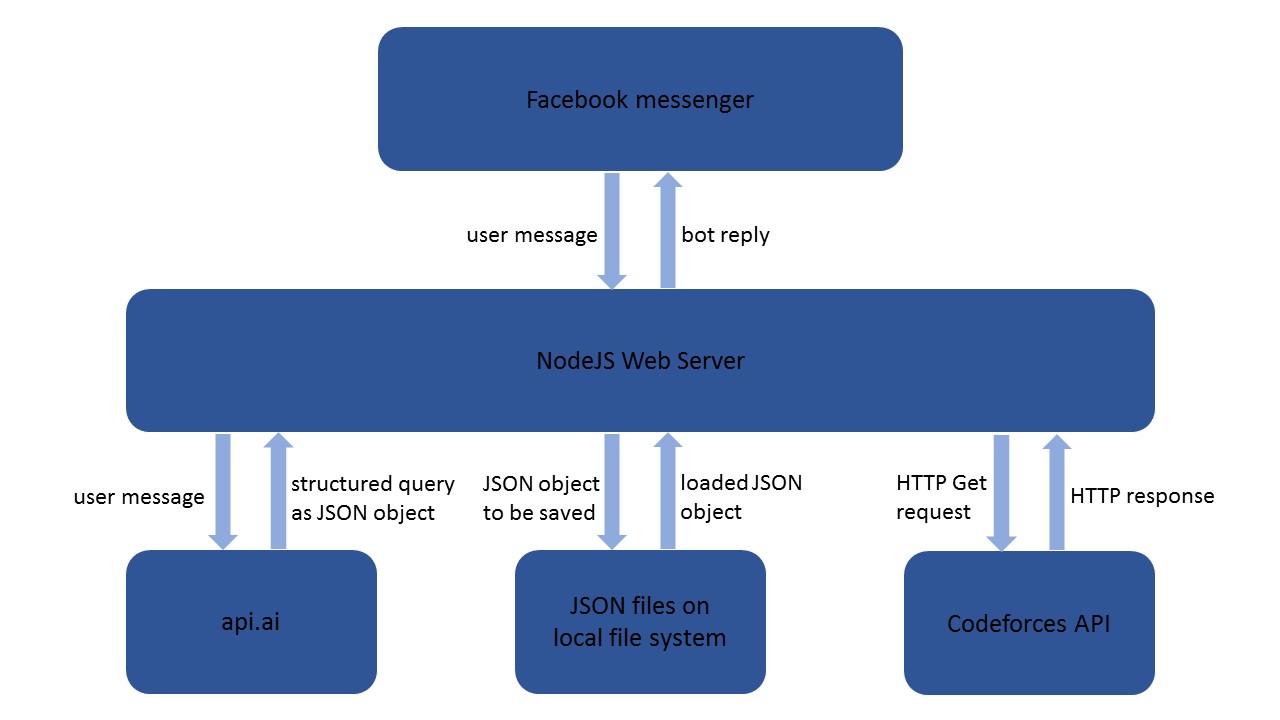 Facebook messenger
user message
bot reply
NodeJS Web Server
user message
structured query
as JSON object
JSON object
to be saved
loaded JSON
object
HTTP Get
request
HTTP response
api.ai
JSON files on
local file system
Codeforces API